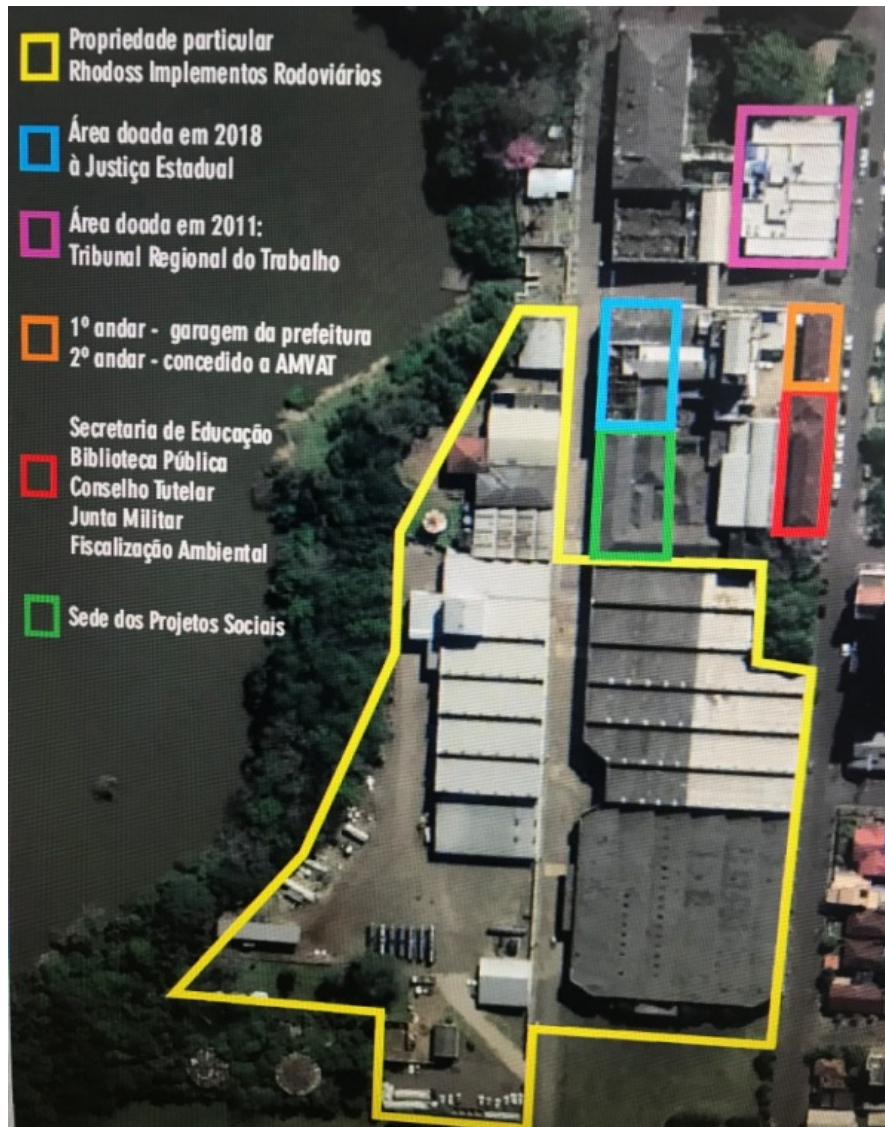 Propriedade particular
Rhodoss Implementos Rodoviários
Área doada em 2018
à Justiça Estadual
Área doada em 2011:
Tribunal Regional do Trabalho
1º andar - garagem da prefeitura
2º andar - concedido a AMVAT
Secretaria de Educação
Biblioteca Pública
Conselho Tutelar
Junta Militar
Fiscalização Ambiental
Sede dos Projetos Sociais